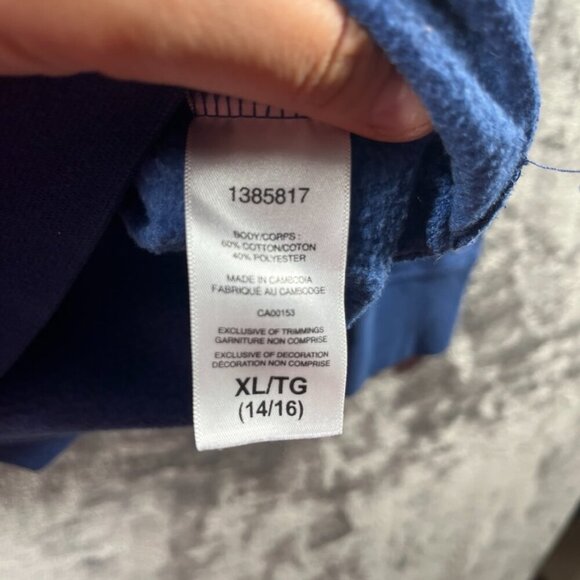 1385817
BODY/CORPS :
60% COTTON/COTON
40% POLYESTER
MADE IN CAMBODIA
FABRIQUE AU CAMBODGE
CA00153
EXCLUSIVE OF TRIMMINGS
GARNITURE NON COMPRISE
EXCLUSIVE OF DECORATION
DÉCORATION NON COMPRISE
XL/TG
(14/16)